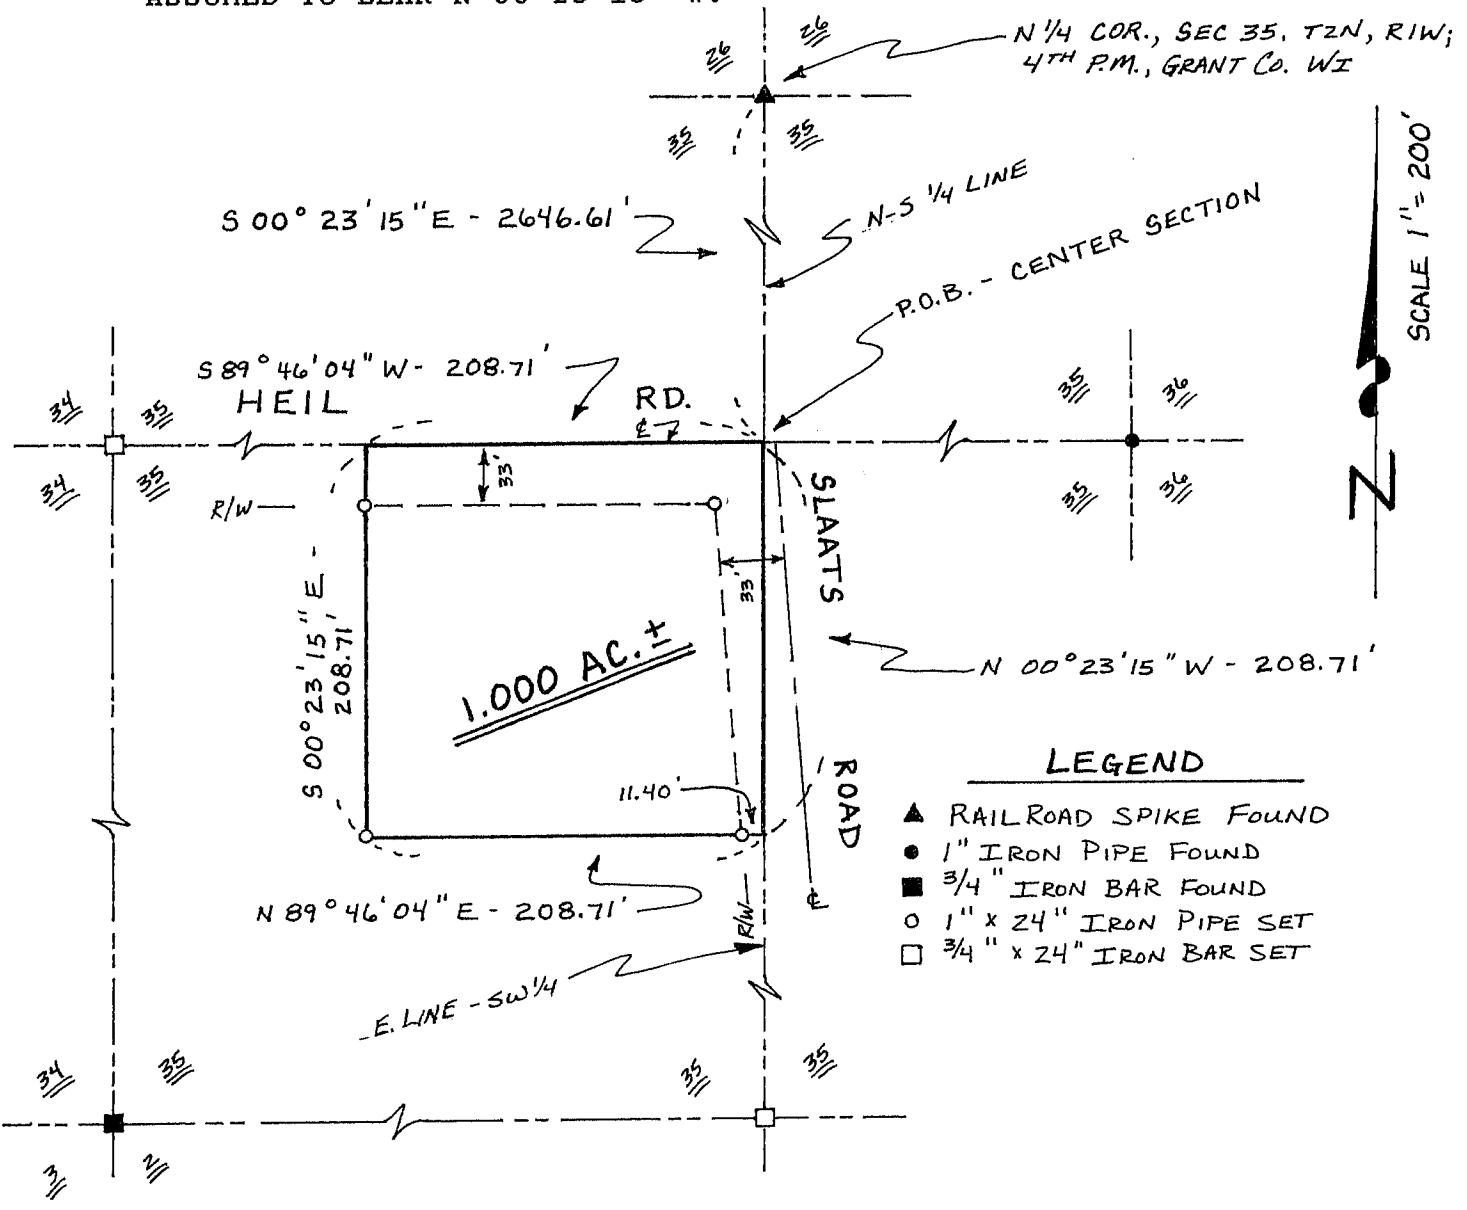 26
26
N 1/4 COR., SEC 35, T2N, R1W;
4TH P.M., GRANT CO. WI
35
35
SCALE 1"= 200'
N
S 00° 23' 15" E - 2646.61'
N-S 1/4 LINE
P.O.B. - CENTER SECTION
S 89° 46' 04" W - 208.71'
HEIL RD.
℄
34
35
34
35
35
36
35
36
33'
R/W
SLAATS ROAD
33'
S 00° 23' 15" E -
208.71'
1.000 AC. ±
N 00° 23' 15" W - 208.71'
11.40'
LEGEND
▲ RAILROAD SPIKE FOUND
● 1" IRON PIPE FOUND
■ 3/4" IRON BAR FOUND
○ 1" x 24" IRON PIPE SET
□ 3/4" x 24" IRON BAR SET
N 89° 46' 04" E - 208.71'
R/W
℄
E. LINE - SW 1/4
34
35
35
35
3
2